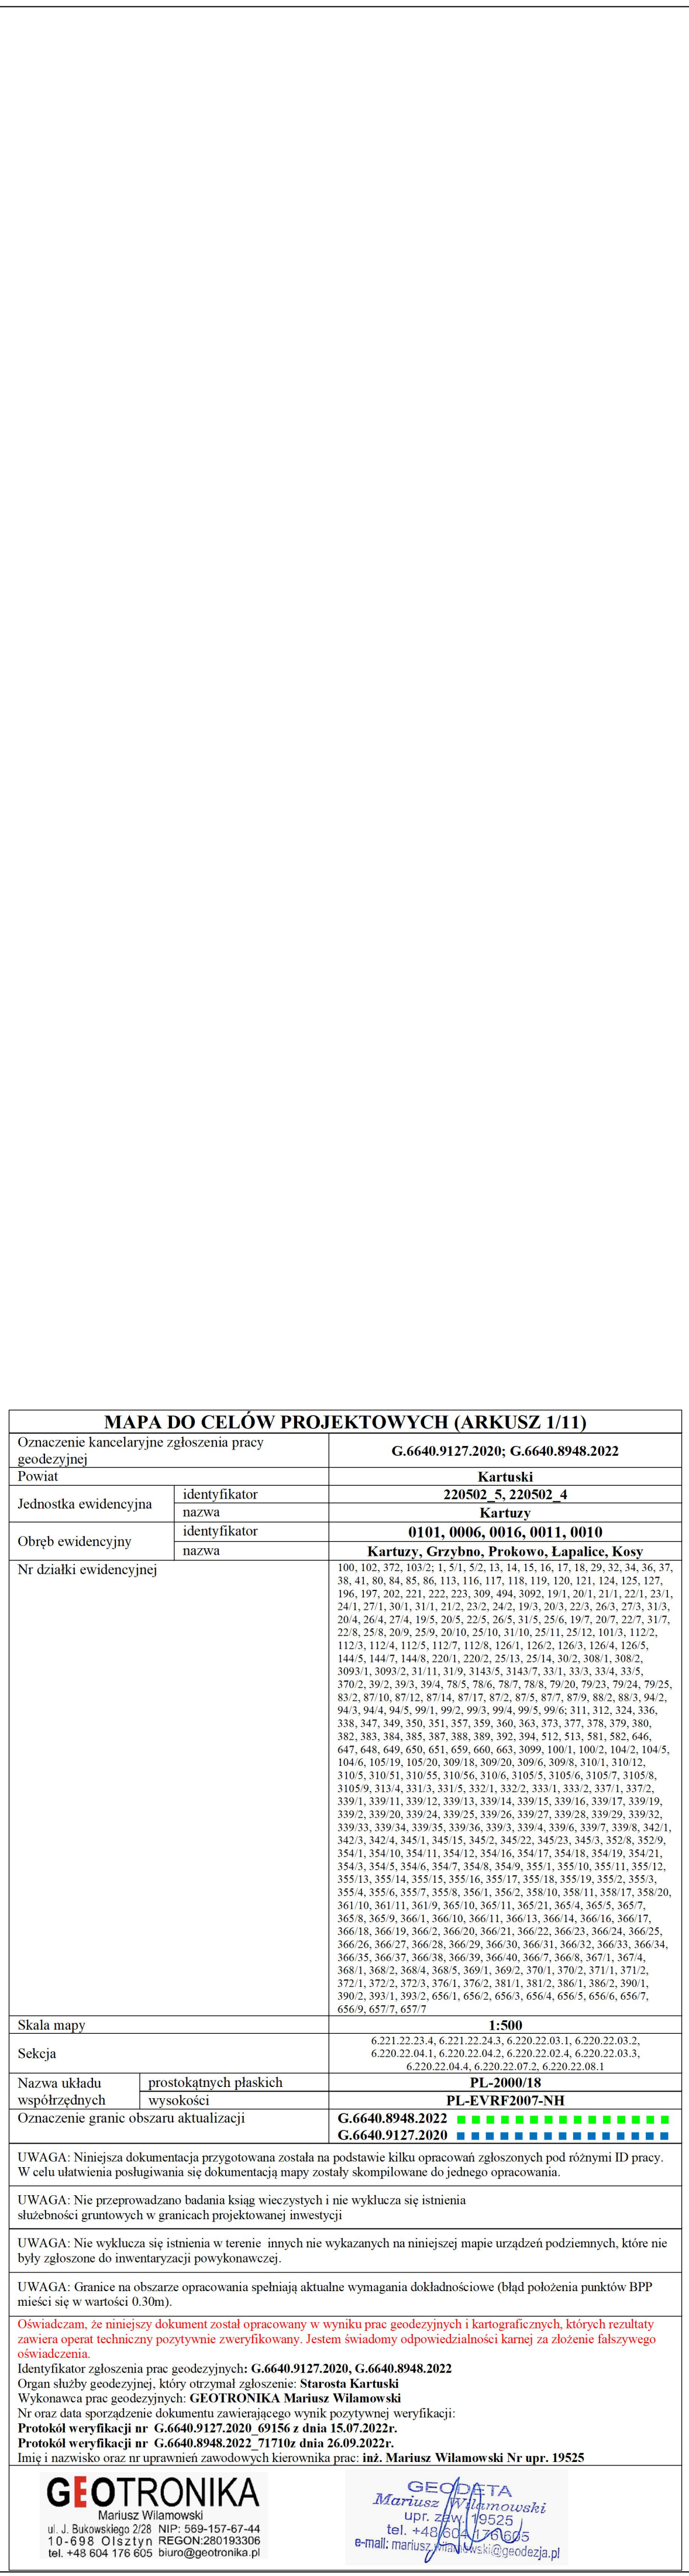 MAPA DO CELÓW PROJEKTOWYCH (ARKUSZ 1/11)
Oznaczenie kancelaryjne zgłoszenia pracy
geodezyjnej
G.6640.9127.2020; G.6640.8948.2022
Powiat
Kartuski
Jednostka ewidencyjna
identyfikator
220502_5, 220502_4
nazwa
Kartuzy
Obręb ewidencyjny
identyfikator
0101, 0006, 0016, 0011, 0010
nazwa
Kartuzy, Grzybno, Prokowo, Łapalice, Kosy
Nr działki ewidencyjnej
100, 102, 372, 103/2; 1, 5/1, 5/2, 13, 14, 15, 16, 17, 18, 29, 32, 34, 36, 37,
38, 41, 80, 84, 85, 86, 113, 116, 117, 118, 119, 120, 121, 124, 125, 127,
196, 197, 202, 221, 222, 223, 309, 494, 3092, 19/1, 20/1, 21/1, 22/1, 23/1,
24/1, 27/1, 30/1, 31/1, 21/2, 23/2, 24/2, 19/3, 20/3, 22/3, 26/3, 27/3, 31/3,
20/4, 26/4, 27/4, 19/5, 20/5, 22/5, 26/5, 31/5, 25/6, 19/7, 20/7, 22/7, 31/7,
22/8, 25/8, 20/9, 25/9, 20/10, 25/10, 31/10, 25/11, 25/12, 101/3, 112/2,
112/3, 112/4, 112/5, 112/7, 112/8, 126/1, 126/2, 126/3, 126/4, 126/5,
144/5, 144/7, 144/8, 220/1, 220/2, 25/13, 25/14, 30/2, 308/1, 308/2,
3093/1, 3093/2, 31/11, 31/9, 3143/5, 3143/7, 33/1, 33/3, 33/4, 33/5,
370/2, 39/2, 39/3, 39/4, 78/5, 78/6, 78/7, 78/8, 79/20, 79/23, 79/24, 79/25,
83/2, 87/10, 87/12, 87/14, 87/17, 87/2, 87/5, 87/7, 87/9, 88/2, 88/3, 94/2,
94/3, 94/4, 94/5, 99/1, 99/2, 99/3, 99/4, 99/5, 99/6; 311, 312, 324, 336,
338, 347, 349, 350, 351, 357, 359, 360, 363, 373, 377, 378, 379, 380,
382, 383, 384, 385, 387, 388, 389, 392, 394, 512, 513, 581, 582, 646,
647, 648, 649, 650, 651, 659, 660, 663, 3099, 100/1, 100/2, 104/2, 104/5,
104/6, 105/19, 105/20, 309/18, 309/20, 309/6, 309/8, 310/1, 310/12,
310/5, 310/51, 310/55, 310/56, 310/6, 3105/5, 3105/6, 3105/7, 3105/8,
3105/9, 313/4, 331/3, 331/5, 332/1, 332/2, 333/1, 333/2, 337/1, 337/2,
339/1, 339/11, 339/12, 339/13, 339/14, 339/15, 339/16, 339/17, 339/19,
339/2, 339/20, 339/24, 339/25, 339/26, 339/27, 339/28, 339/29, 339/32,
339/33, 339/34, 339/35, 339/36, 339/3, 339/4, 339/6, 339/7, 339/8, 342/1,
342/3, 342/4, 345/1, 345/15, 345/2, 345/22, 345/23, 345/3, 352/8, 352/9,
354/1, 354/10, 354/11, 354/12, 354/16, 354/17, 354/18, 354/19, 354/21,
354/3, 354/5, 354/6, 354/7, 354/8, 354/9, 355/1, 355/10, 355/11, 355/12,
355/13, 355/14, 355/15, 355/16, 355/17, 355/18, 355/19, 355/2, 355/3,
355/4, 355/6, 355/7, 355/8, 356/1, 356/2, 358/10, 358/11, 358/17, 358/20,
361/10, 361/11, 361/9, 365/10, 365/11, 365/21, 365/4, 365/5, 365/7,
365/8, 365/9, 366/1, 366/10, 366/11, 366/13, 366/14, 366/16, 366/17,
366/18, 366/19, 366/2, 366/20, 366/21, 366/22, 366/23, 366/24, 366/25,
366/26, 366/27, 366/28, 366/29, 366/30, 366/31, 366/32, 366/33, 366/34,
366/35, 366/37, 366/38, 366/39, 366/40, 366/7, 366/8, 367/1, 367/4,
368/1, 368/2, 368/4, 368/5, 369/1, 369/2, 370/1, 370/2, 371/1, 371/2,
372/1, 372/2, 372/3, 376/1, 376/2, 381/1, 381/2, 386/1, 386/2, 390/1,
390/2, 393/1, 393/2, 656/1, 656/2, 656/3, 656/4, 656/5, 656/6, 656/7,
656/9, 657/7, 657/7
Skala mapy
1:500
Sekcja
6.221.22.23.4, 6.221.22.24.3, 6.220.22.03.1, 6.220.22.03.2,
6.220.22.04.1, 6.220.22.04.2, 6.220.22.02.4, 6.220.22.03.3,
6.220.22.04.4, 6.220.22.07.2, 6.220.22.08.1
Nazwa układu
współrzędnych
prostokątnych płaskich
PL-2000/18
wysokości
PL-EVRF2007-NH
Oznaczenie granic obszaru aktualizacji
G.6640.8948.2022
G.6640.9127.2020
UWAGA: Niniejsza dokumentacja przygotowana została na podstawie kilku opracowań zgłoszonych pod różnymi ID pracy.
W celu ułatwienia posługiwania się dokumentacją mapy zostały skompilowane do jednego opracowania.
UWAGA: Nie przeprowadzano badania ksiąg wieczystych i nie wyklucza się istnienia
służebności gruntowych w granicach projektowanej inwestycji
UWAGA: Nie wyklucza się istnienia w terenie innych nie wykazanych na niniejszej mapie urządzeń podziemnych, które nie
były zgłoszone do inwentaryzacji powykonawczej.
UWAGA: Granice na obszarze opracowania spełniają aktualne wymagania dokładnościowe (błąd położenia punktów BPP
mieści się w wartości 0.30m).
Oświadczam, że niniejszy dokument został opracowany w wyniku prac geodezyjnych i kartograficznych, których rezultaty
zawiera operat techniczny pozytywnie zweryfikowany. Jestem świadomy odpowiedzialności karnej za złożenie fałszywego
oświadczenia.
Identyfikator zgłoszenia prac geodezyjnych: G.6640.9127.2020, G.6640.8948.2022
Organ służby geodezyjnej, który otrzymał zgłoszenie: Starosta Kartuski
Wykonawca prac geodezyjnych: GEOTRONIKA Mariusz Wilamowski
Nr oraz data sporządzenie dokumentu zawierającego wynik pozytywnej weryfikacji:
Protokół weryfikacji nr G.6640.9127.2020_69156 z dnia 15.07.2022r.
Protokół weryfikacji nr G.6640.8948.2022_71710z dnia 26.09.2022r.
Imię i nazwisko oraz nr uprawnień zawodowych kierownika prac: inż. Mariusz Wilamowski Nr upr. 19525
GEOTRONIKA
Mariusz Wilamowski
ul. J. Bukowskiego 2/28 NIP: 569-157-67-44
10-698 Olsztyn REGON:280193306
tel. +48 604 176 605 biuro@geotronika.pl
GEODETA
Mariusz Wilamowski
upr. zaw. 19525
tel. +48 604 176 605
e-mail: mariusz.wilamowski@geodezja.pl